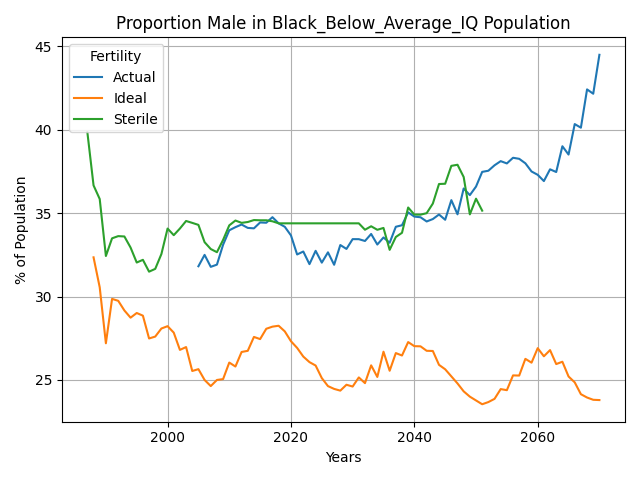 Proportion Male in Black_Below_Average_IQ Population
45
40
35
30
25
% of Population
Fertility
Actual
Ideal
Sterile
2000
2020
2040
2060
Years